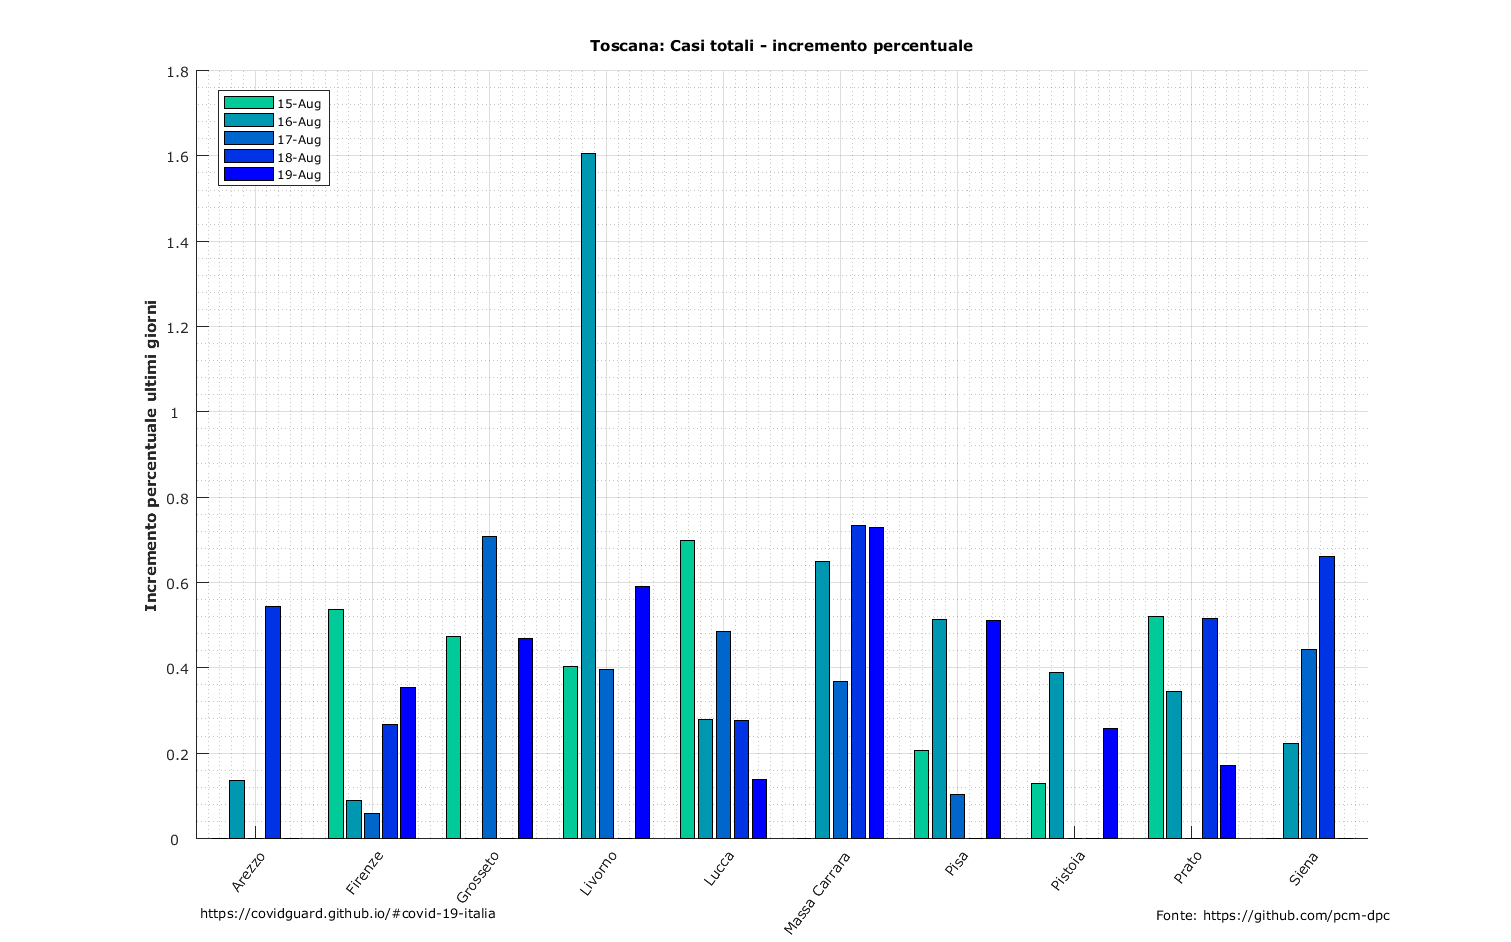 Toscana: Casi totali - incremento percentuale
1.8
1.6
1.4
1.2
1
0.8
0.6
0.4
0.2
0
Incremento percentuale ultimi giorni
15-Aug
16-Aug
17-Aug
18-Aug
19-Aug
Arezzo
Firenze
Grosseto
Livorno
Lucca
Massa Carrara
Pisa
Pistoia
Prato
Siena
https://covidguard.github.io/#covid-19-italia
Fonte: https://github.com/pcm-dpc